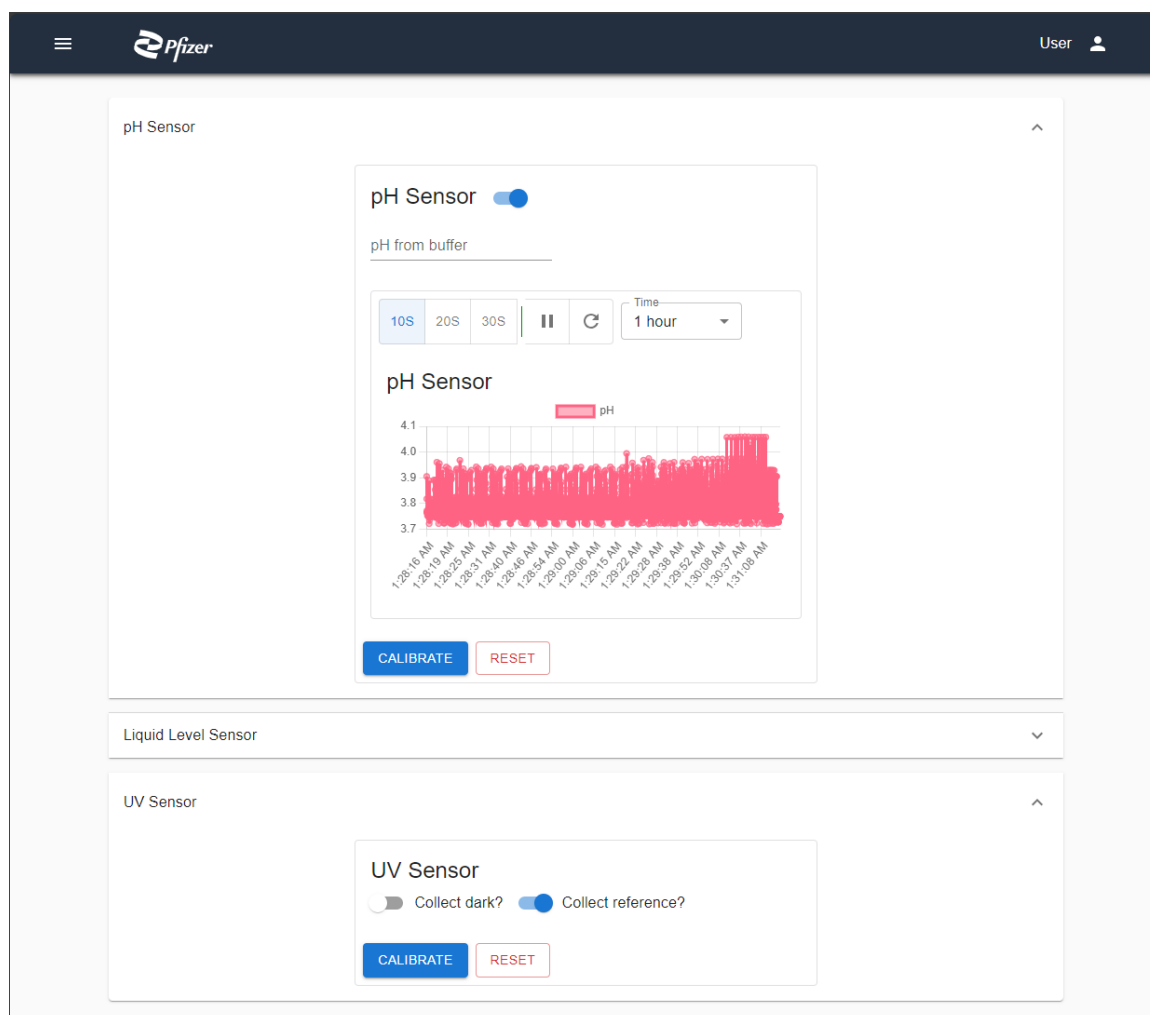 Pfizer
User
pH Sensor
pH Sensor
pH from buffer
10S 20S 30S
Time
1 hour
pH Sensor
pH
4.1
4.0
3.9
3.8
3.7
1:28:16 AM 1:28:19 AM 1:28:25 AM 1:28:31 AM 1:28:40 AM 1:28:46 AM 1:28:54 AM 1:29:00 AM 1:29:06 AM 1:29:15 AM 1:29:22 AM 1:29:28 AM 1:29:38 AM 1:29:52 AM 1:30:08 AM 1:30:37 AM 1:31:08 AM
CALIBRATE RESET
Liquid Level Sensor
UV Sensor
UV Sensor
Collect dark? Collect reference?
CALIBRATE RESET